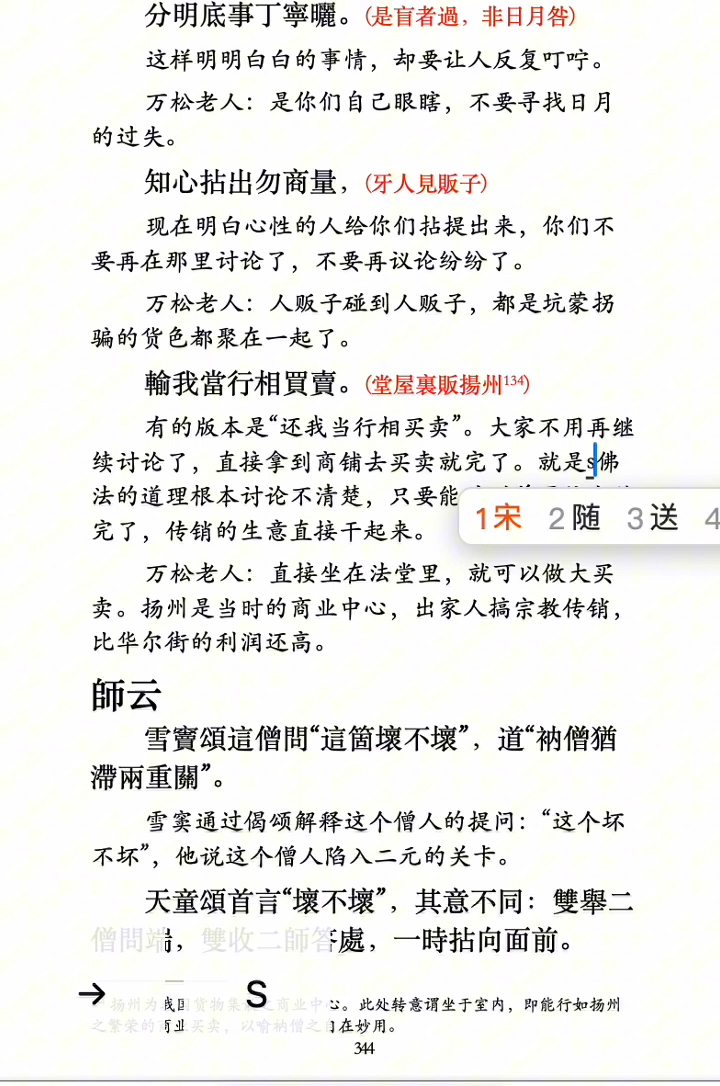 分明底事丁寧曬。(是盲者過，非日月咎)
这样明明白白的事情，却要让人反复叮咛。
万松老人：是你们自己眼瞎，不要寻找日月
的过失。
知心拈出勿商量，(牙人見販子)
现在明白心性的人给你们拈提出来，你们不
要再在那里讨论了，不要再议论纷纷了。
万松老人：人贩子碰到人贩子，都是坑蒙拐
骗的货色都聚在一起了。
輸我當行相買賣。(堂屋裏販揚州134)
有的版本是“还我当行相买卖”。大家不用再继
续讨论了，直接拿到商铺去买卖就完了。就是s佛
法的道理根本讨论不清楚，只要能
1宋 2随 3送 4
完了，传销的生意直接干起来。
万松老人：直接坐在法堂里，就可以做大买
卖。扬州是当时的商业中心，出家人搞宗教传销，
比华尔街的利润还高。
師云
雪竇頌這僧問“這箇壞不壞”，道“衲僧猶
滯兩重關”。
雪窦通过偈颂解释这个僧人的提问：“这个坏
不坏”，他说这个僧人陷入二元的关卡。
天童頌首言“壞不壞”，其意不同：雙舉二
僧問端，雙收二師答處，一時拈向面前。
→ S
扬州为我国货物集散之商业中心。此处转意谓坐于室内，即能行如扬州
之繁荣的商业买卖，以喻衲僧之自在妙用。
344